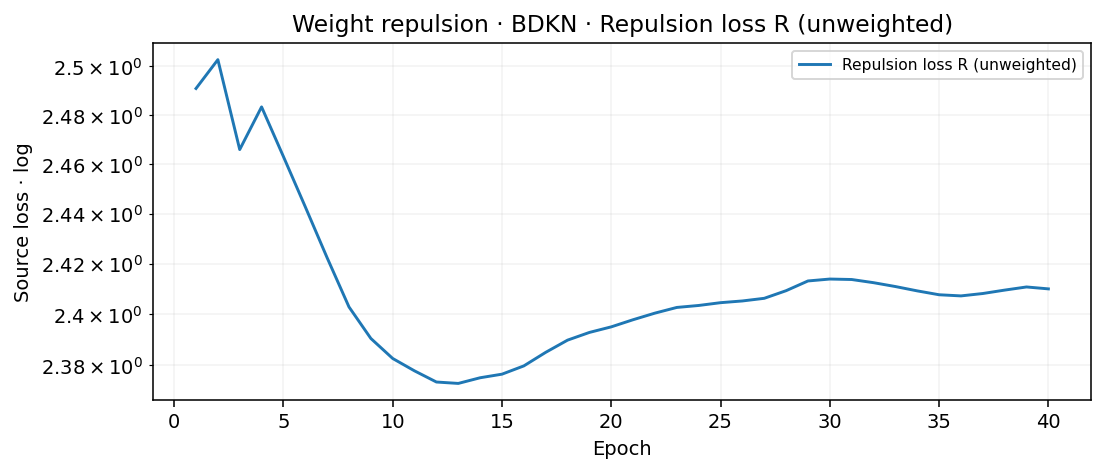 Weight repulsion · BDKN · Repulsion loss R (unweighted)
Repulsion loss R (unweighted)
Source loss · log
2.5 × 10⁰
2.48 × 10⁰
2.46 × 10⁰
2.44 × 10⁰
2.42 × 10⁰
2.4 × 10⁰
2.38 × 10⁰
0 5 10 15 20 25 30 35 40
Epoch